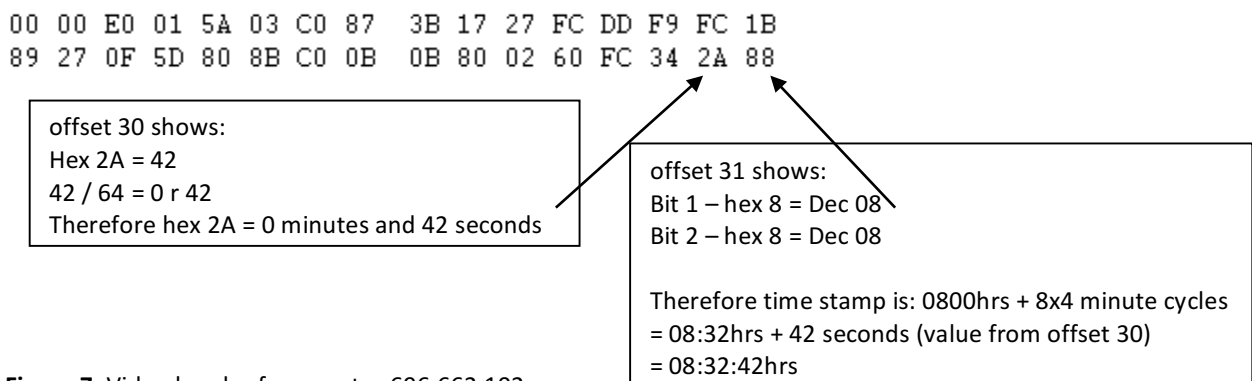 00 00 E0 01 5A 03 C0 87 3B 17 27 FC DD F9 FC 1B
89 27 0F 5D 80 8B C0 0B 0B 80 02 60 FC 34 2A 88
offset 30 shows:
Hex 2A = 42
42 / 64 = 0 r 42
Therefore hex 2A = 0 minutes and 42 seconds
offset 31 shows:
Bit 1 – hex 8 = Dec 08
Bit 2 – hex 8 = Dec 08
Therefore time stamp is: 0800hrs + 8x4 minute cycles
= 08:32hrs + 42 seconds (value from offset 30)
= 08:32:42hrs